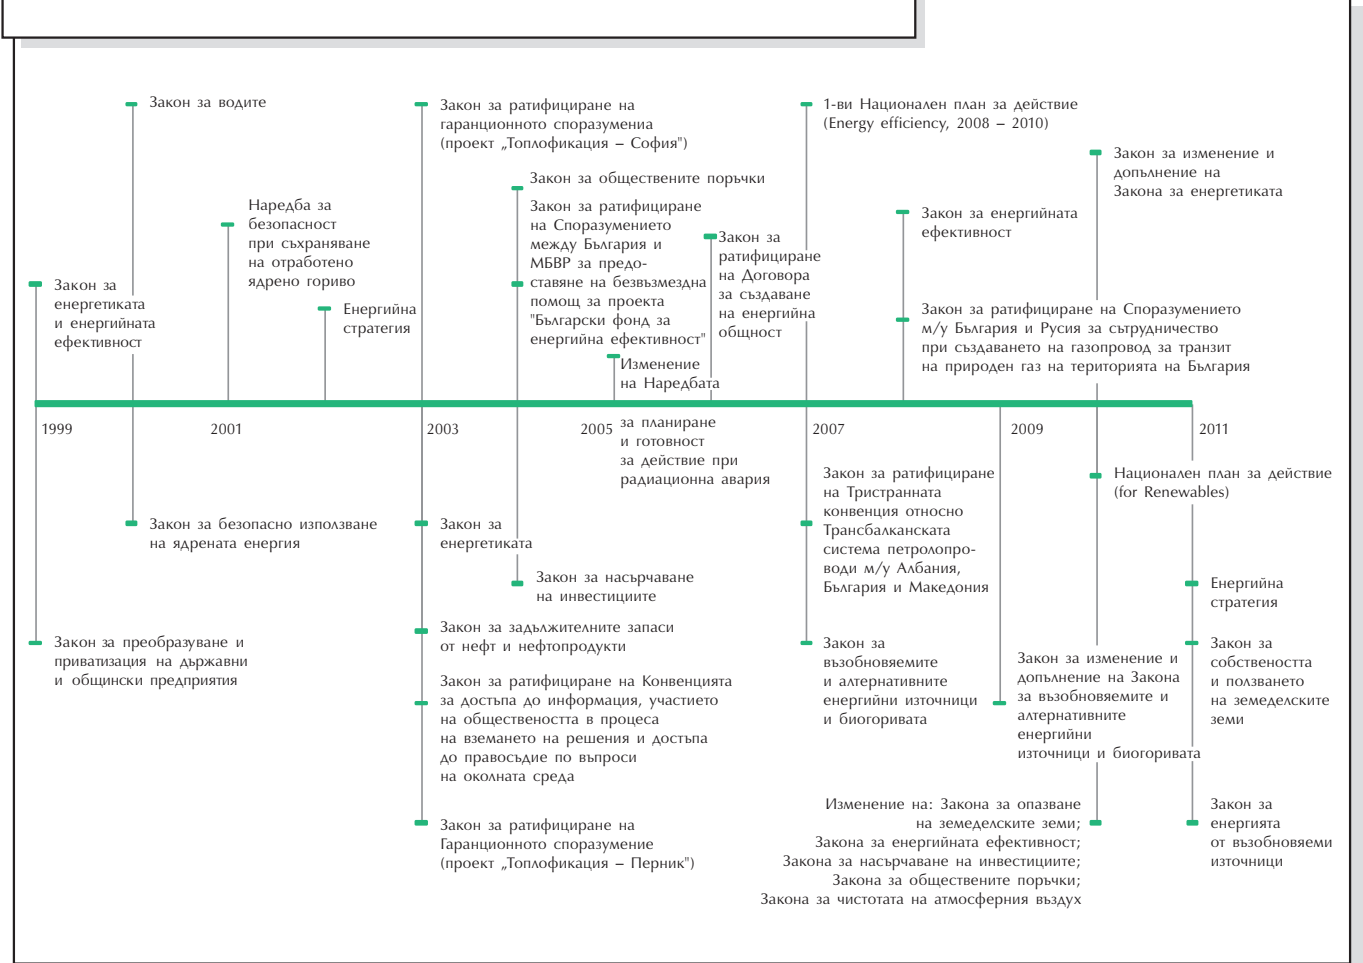 Закон за водите
Закон за ратифициране на
гаранционното споразумениа
(проект „Топлофикация – София")
1-ви Национален план за действие
(Energy efficiency, 2008 – 2010)
Закон за изменение и
допълнение на
Закона за енергетиката
Закон за обществените поръчки
Наредба за
безопасност
при съхраняване
на отработено
ядрено гориво
Закон за ратифициране
на Споразумението
между България и
МБВР за предо-
ставяне на безвъзмездна
помощ за проекта
"Български фонд за
енергийна ефективност"
Закон за
ратифициране
на Договора
за създаване
на енергийна
общност
Закон за енергийната
ефективност
Закон за
енергетиката
и енергийната
ефективност
Енергийна
стратегия
Закон за ратифициране на Споразумението
м/у България и Русия за сътрудничество
при създаването на газопровод за транзит
на природен газ на територията на България
Изменение
на Наредбата
за планиране
и готовност
за действие при
радиационна авария
1999
2001
2003
2005
2007
2009
2011
Закон за ратифициране
на Тристранната
конвенция относно
Трансбалканската
система петролопро-
води м/у Албания,
България и Македония
Национален план за действие
(for Renewables)
Закон за безопасно използване
на ядрената енергия
Закон за
енергетиката
Закон за насърчаване
на инвестициите
Енергийна
стратегия
Закон за задължителните запаси
от нефт и нефтопродукти
Закон за преобразуване и
приватизация на държавни
и общински предприятия
Закон за
възобновяемите
и алтернативните
енергийни източници
и биогоривата
Закон за изменение и
допълнение на Закона
за възобновяемите и
алтернативните
енергийни
източници и биогоривата
Закон за
собствеността
и ползването
на земеделските
земи
Закон за ратифициране на Конвенцията
за достъпа до информация, участието
на обществеността в процеса
на вземането на решения и достъпа
до правосъдие по въпроси
на околната среда
Закон за ратифициране на
Гаранционното споразумение
(проект „Топлофикация – Перник")
Изменение на: Закона за опазване
на земеделските земи;
Закона за енергийната ефективност;
Закона за насърчаване на инвестициите;
Закона за обществените поръчки;
Закона за чистотата на атмосферния въздух
Закон за
енергията
от възобновяеми
източници